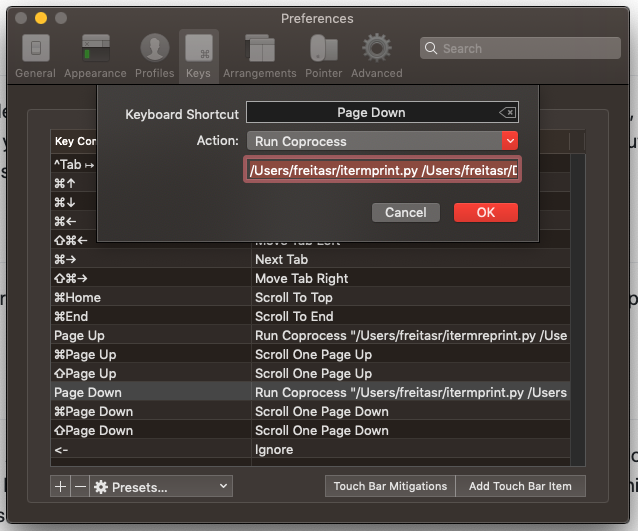 Preferences
General Appearance Profiles Keys Arrangements Pointer Advanced
Search
Keyboard Shortcut Page Down
Action: Run Coprocess
/Users/freitasr/itermprint.py /Users/freitasr/D
Cancel OK
Key Com
^Tab ↦
⌘↑
⌘↓
⌘←
⇧⌘← Move Tab Left
⌘→ Next Tab
⇧⌘→ Move Tab Right
⌘Home Scroll To Top
⌘End Scroll To End
Page Up Run Coprocess "/Users/freitasr/itermreprint.py /Use
⌘Page Up Scroll One Page Up
⇧Page Up Scroll One Page Up
Page Down Run Coprocess "/Users/freitasr/itermprint.py /Users
⌘Page Down Scroll One Page Down
⇧Page Down Scroll One Page Down
<- Ignore
+ − Presets... Touch Bar Mitigations Add Touch Bar Item